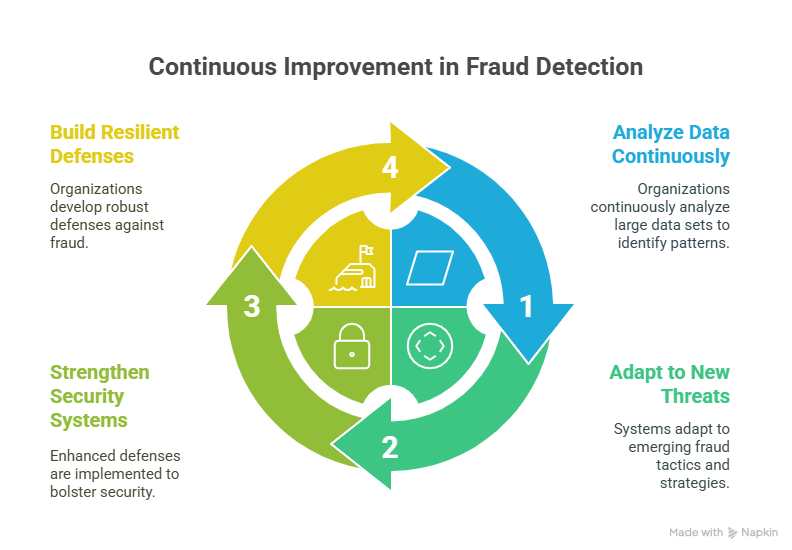 Continuous Improvement in Fraud Detection
Build Resilient
Defenses
Organizations
develop robust
defenses against
fraud.
Analyze Data
Continuously
Organizations
continuously analyze
large data sets to
identify patterns.
4
3
1
2
Strengthen
Security
Systems
Enhanced defenses
are implemented to
bolster security.
Adapt to New
Threats
Systems adapt to
emerging fraud
tactics and
strategies.
Made with Napkin